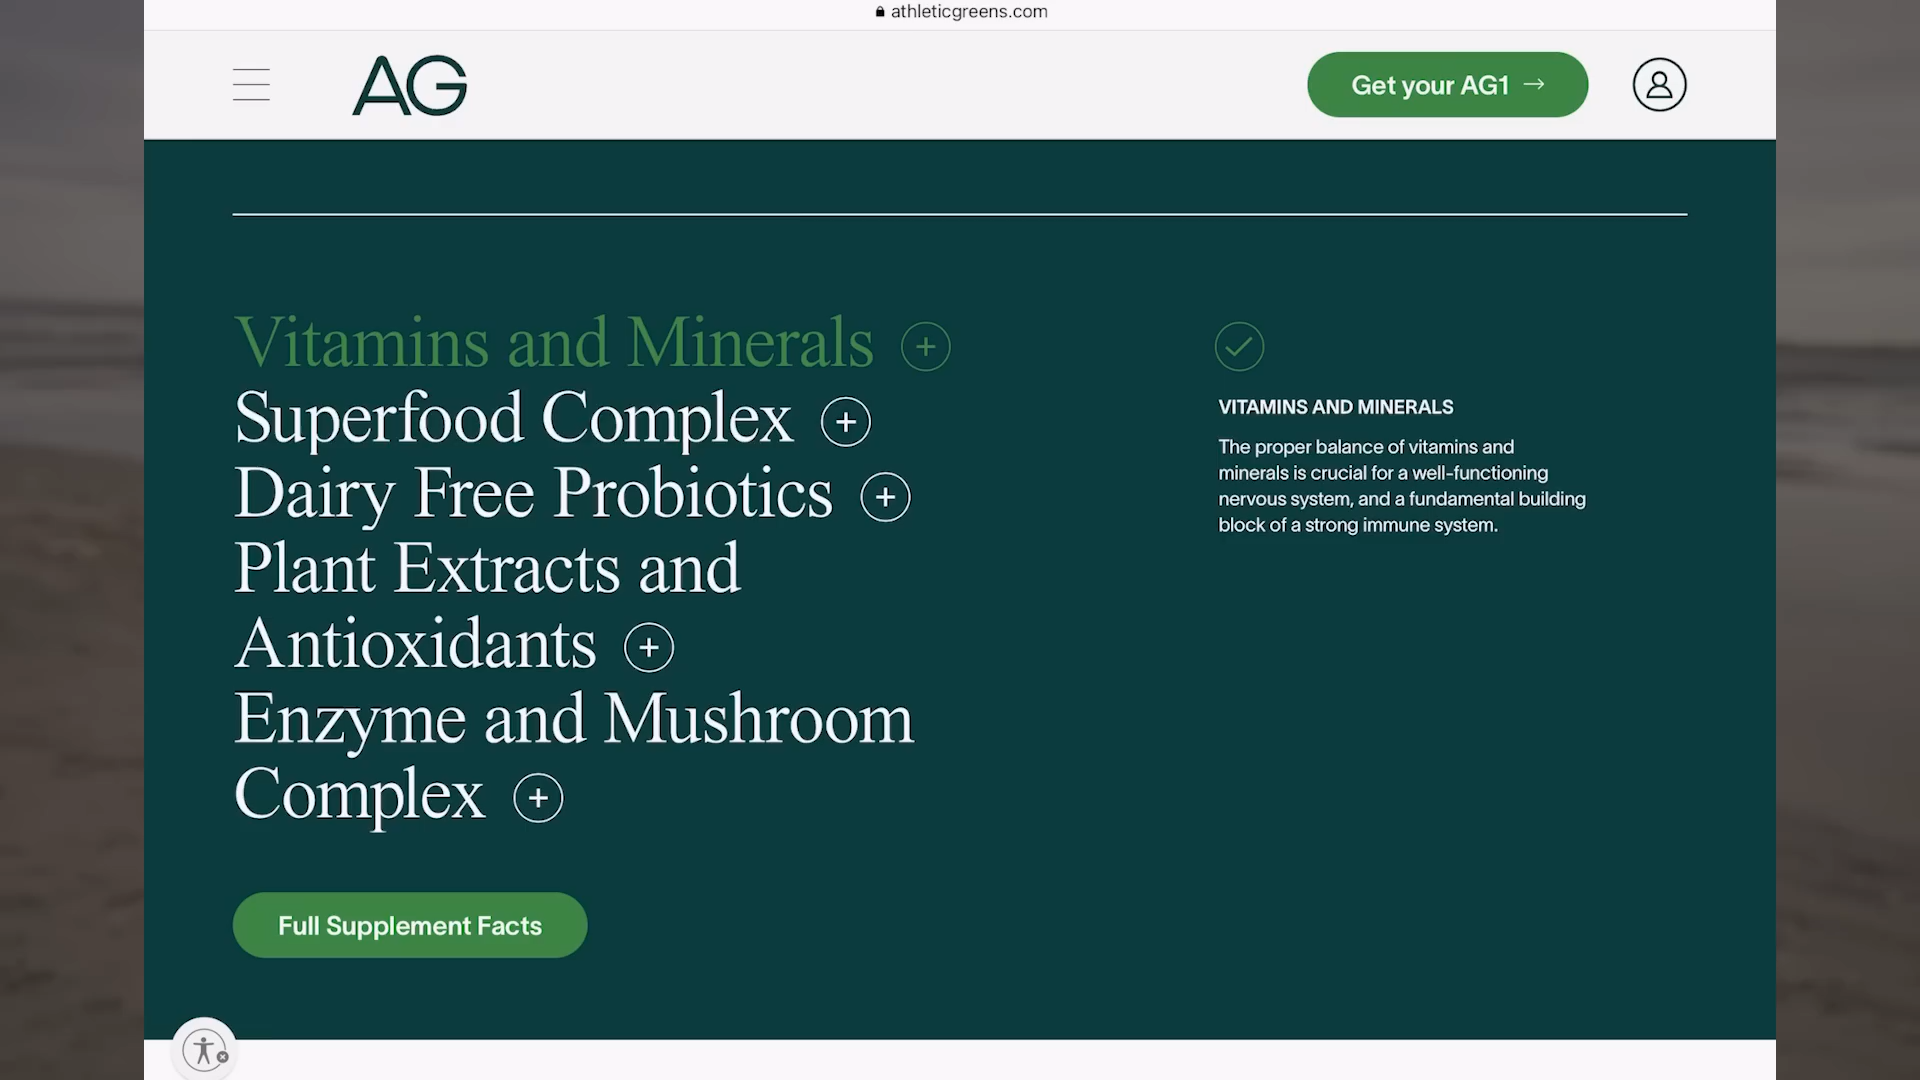 athleticgreens.com
AG
Get your AG1 →
Vitamins and Minerals
Superfood Complex
Dairy Free Probiotics
Plant Extracts and
Antioxidants
Enzyme and Mushroom
Complex
VITAMINS AND MINERALS
The proper balance of vitamins and
minerals is crucial for a well-functioning
nervous system, and a fundamental building
block of a strong immune system.
Full Supplement Facts